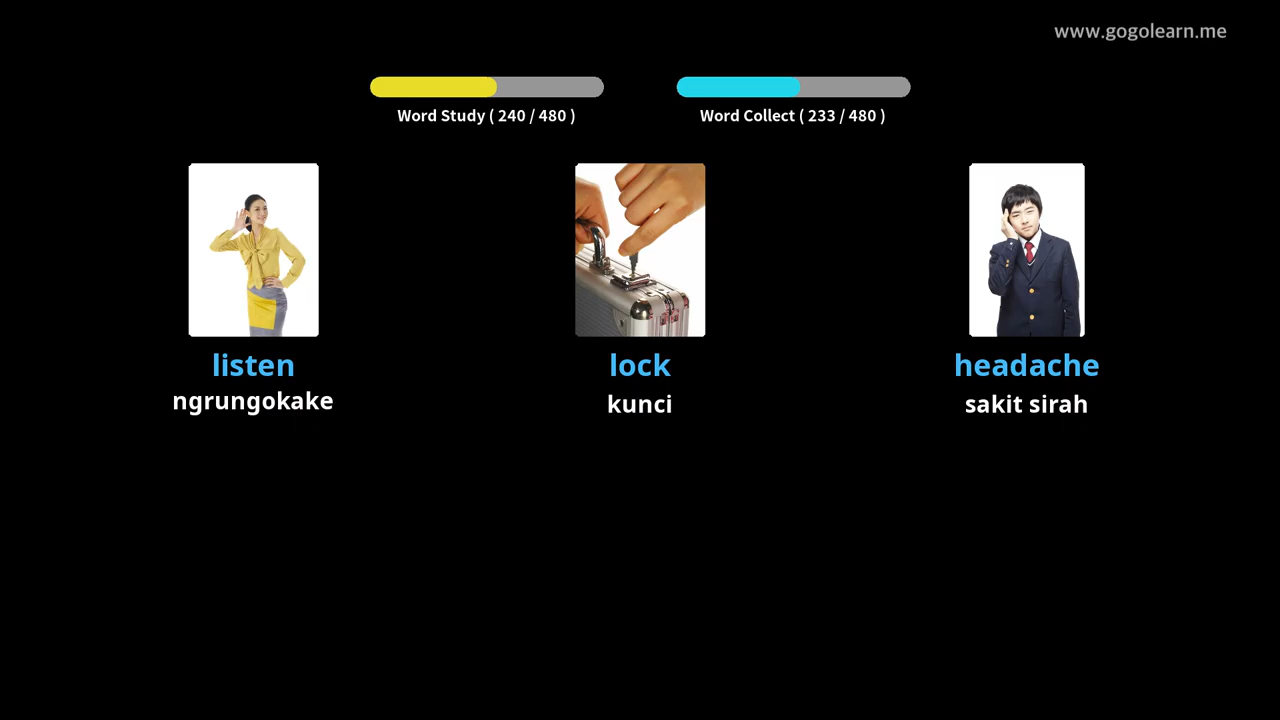 www.gogolearn.me
Word Study ( 240 / 480 )
Word Collect ( 233 / 480 )
listen
ngrungokake
lock
kunci
headache
sakit sirah